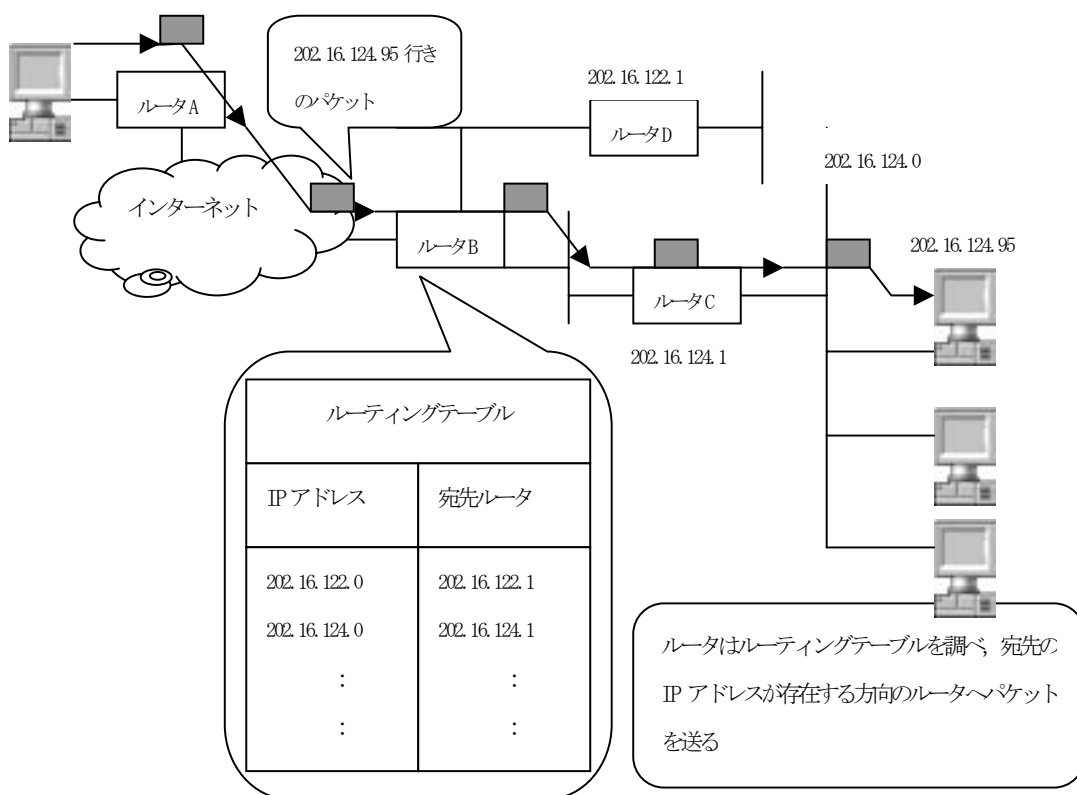 202.16.124.95 行き
のパケット
ルータA
202.16.122.1
ルータD
202.16.124.0
インターネット
ルータB
202.16.124.95
ルータC
202.16.124.1
ルーティングテーブル
IP アドレス
宛先ルータ
202.16.122.0
202.16.122.1
202.16.124.0
202.16.124.1
:
:
:
:
ルータはルーティングテーブルを調べ, 宛先の
IP アドレスが存在する方向のルータへパケット
を送る